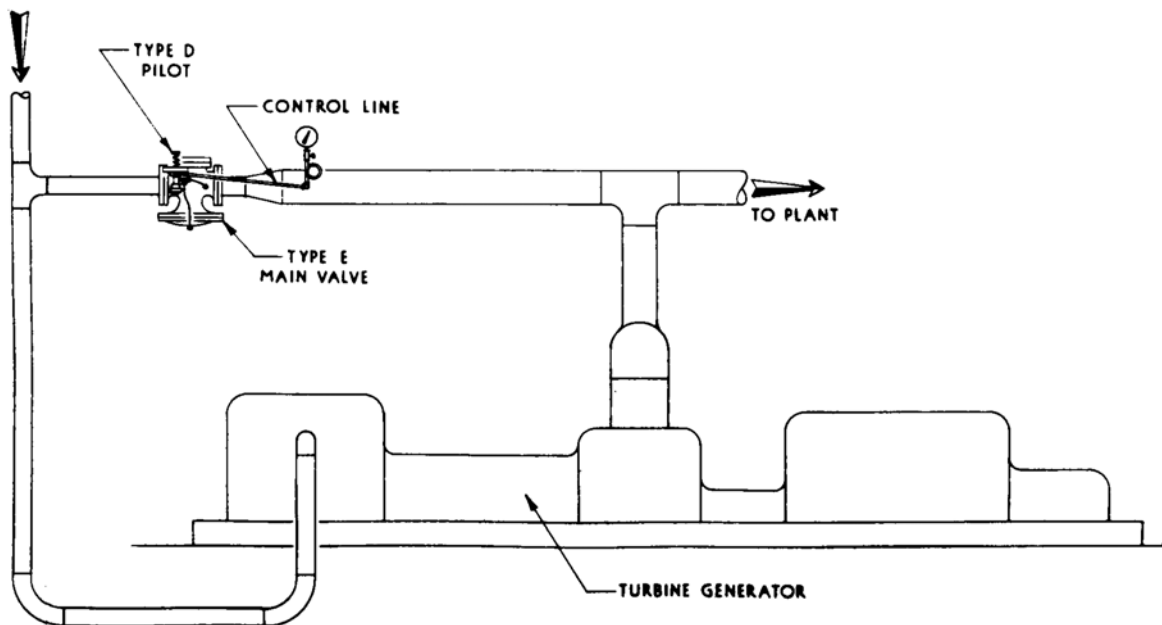 TYPE D
PILOT
CONTROL LINE
TO PLANT
TYPE E
MAIN VALVE
TURBINE GENERATOR